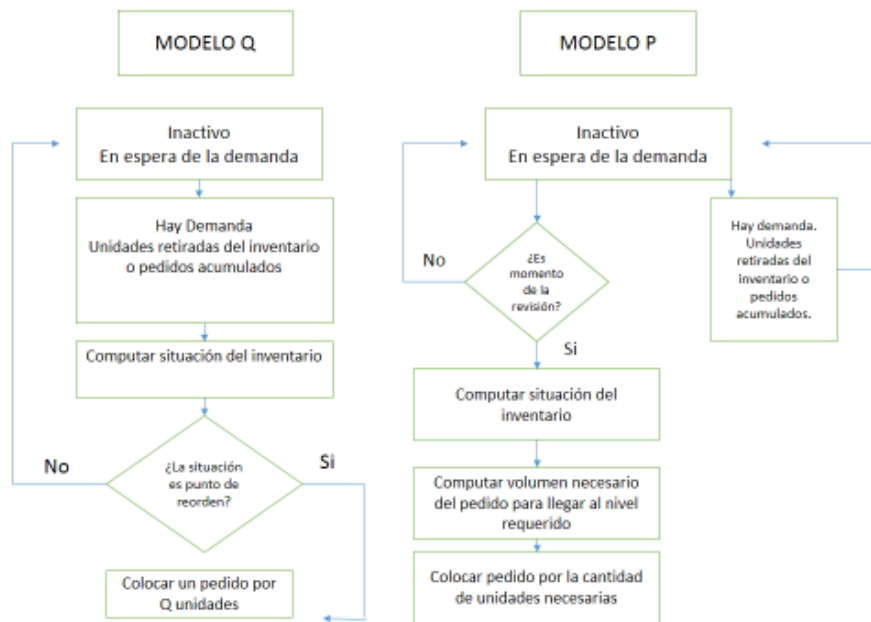 MODELO Q
Inactivo
En espera de la demanda
Hay Demanda
Unidades retiradas del inventario
o pedidos acumulados
Computar situación del inventario
¿La situación
es punto de
reorden?
No
Si
Colocar un pedido por
Q unidades
MODELO P
Inactivo
En espera de la demanda
Hay demanda.
Unidades
retiradas del
inventario o
pedidos
acumulados.
¿Es
momento
de la
revisión?
No
Si
Computar situación del
inventario
Computar volumen necesario
del pedido para llegar al nivel
requerido
Colocar pedido por la cantidad
de unidades necesarias